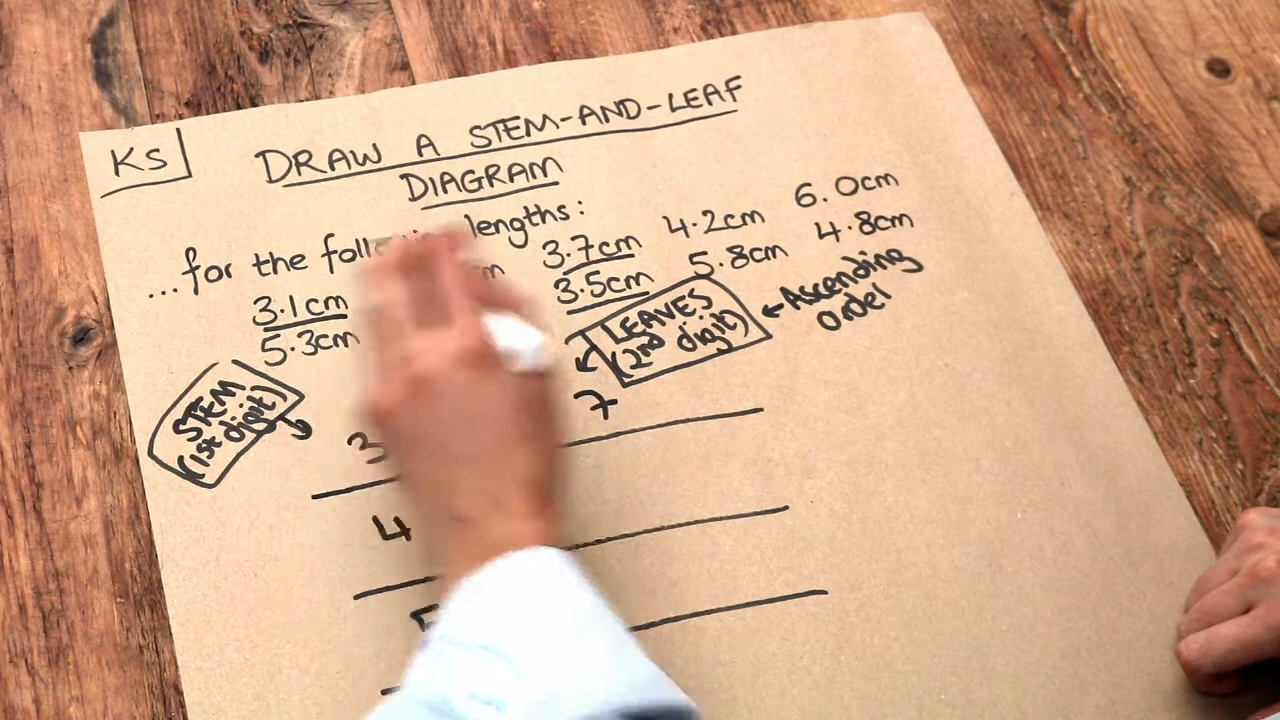 KS
DRAW A STEM-AND-LEAF
DIAGRAM
...for the lengths:
3.1cm 3.7cm 4.2cm 6.0cm
5.3cm 3.5cm 5.8cm 4.8cm
STEM
(1st digit)
LEAVES
(2nd digit)
←Ascending
order
3 7
4
5